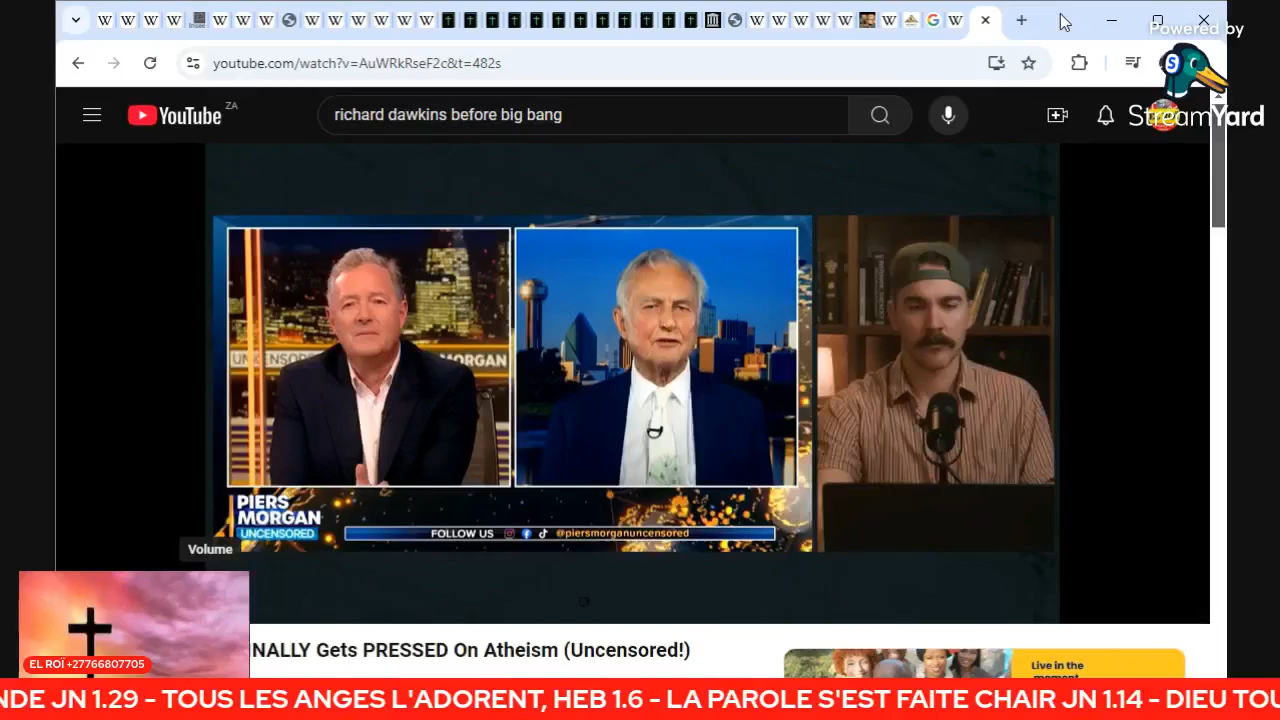 Powered by
StreamYard
youtube.com/watch?v=AuWRkRseF2c&t=482s
YouTube ZA
richard dawkins before big bang
UNCENSORED
MORGAN
PIERS
MORGAN
UNCENSORED
FOLLOW US @piersmorganuncensored
Volume
NALLY Gets PRESSED On Atheism (Uncensored!)
Live in the
EL ROÏ +27766807705
NDE JN 1.29 - TOUS LES ANGES L'ADORENT, HEB 1.6 - LA PAROLE S'EST FAITE CHAIR JN 1.14 - DIEU TOU